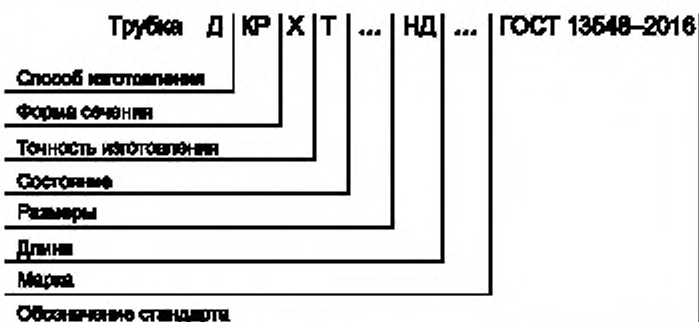 Трубка Д КР Х Т ... НД ... ГОСТ 13548–2016
Способ изготовления
Форма сечения
Точность изготовления
Состояние
Размеры
Длина
Марка
Обозначение стандарта